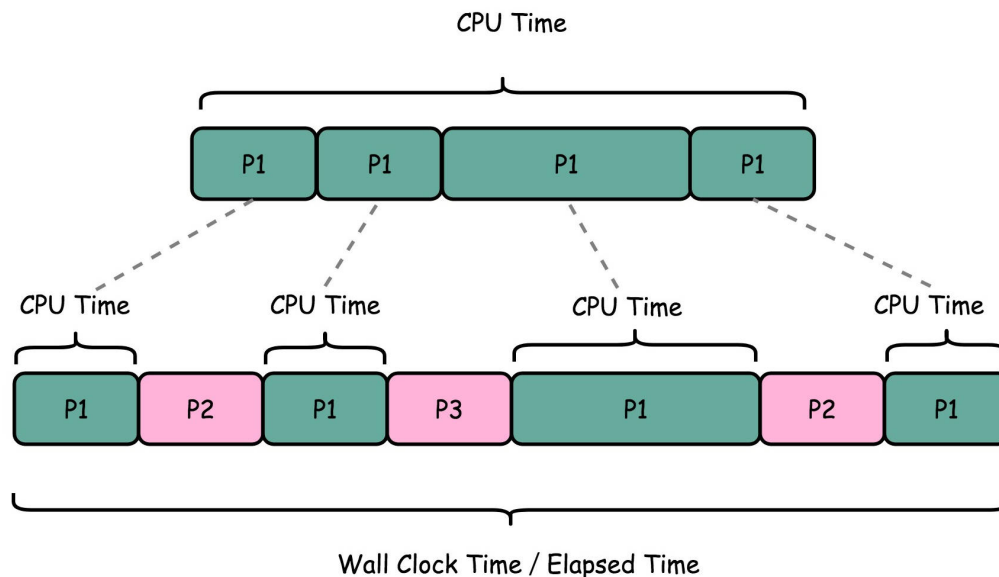 CPU Time
P1 P1 P1 P1
CPU Time CPU Time CPU Time CPU Time
P1 P2 P1 P3 P1 P2 P1
Wall Clock Time / Elapsed Time